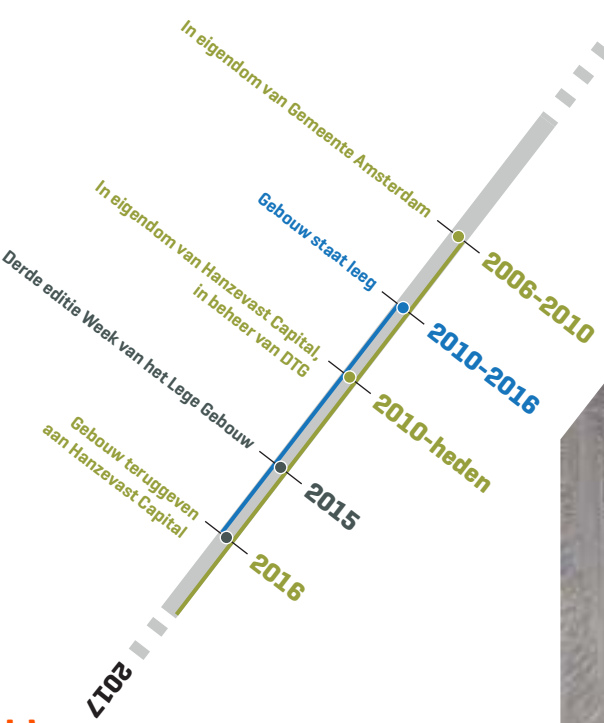 In eigendom van Gemeente Amsterdam
2006-2010
Gebouw staat leeg
2010-2016
In eigendom van Hanzevast Capital,
in beheer van DTG
2010-heden
Derde editie Week van het Lege Gebouw
2015
Gebouw teruggeven
aan Hanzevast Capital
2016
2017